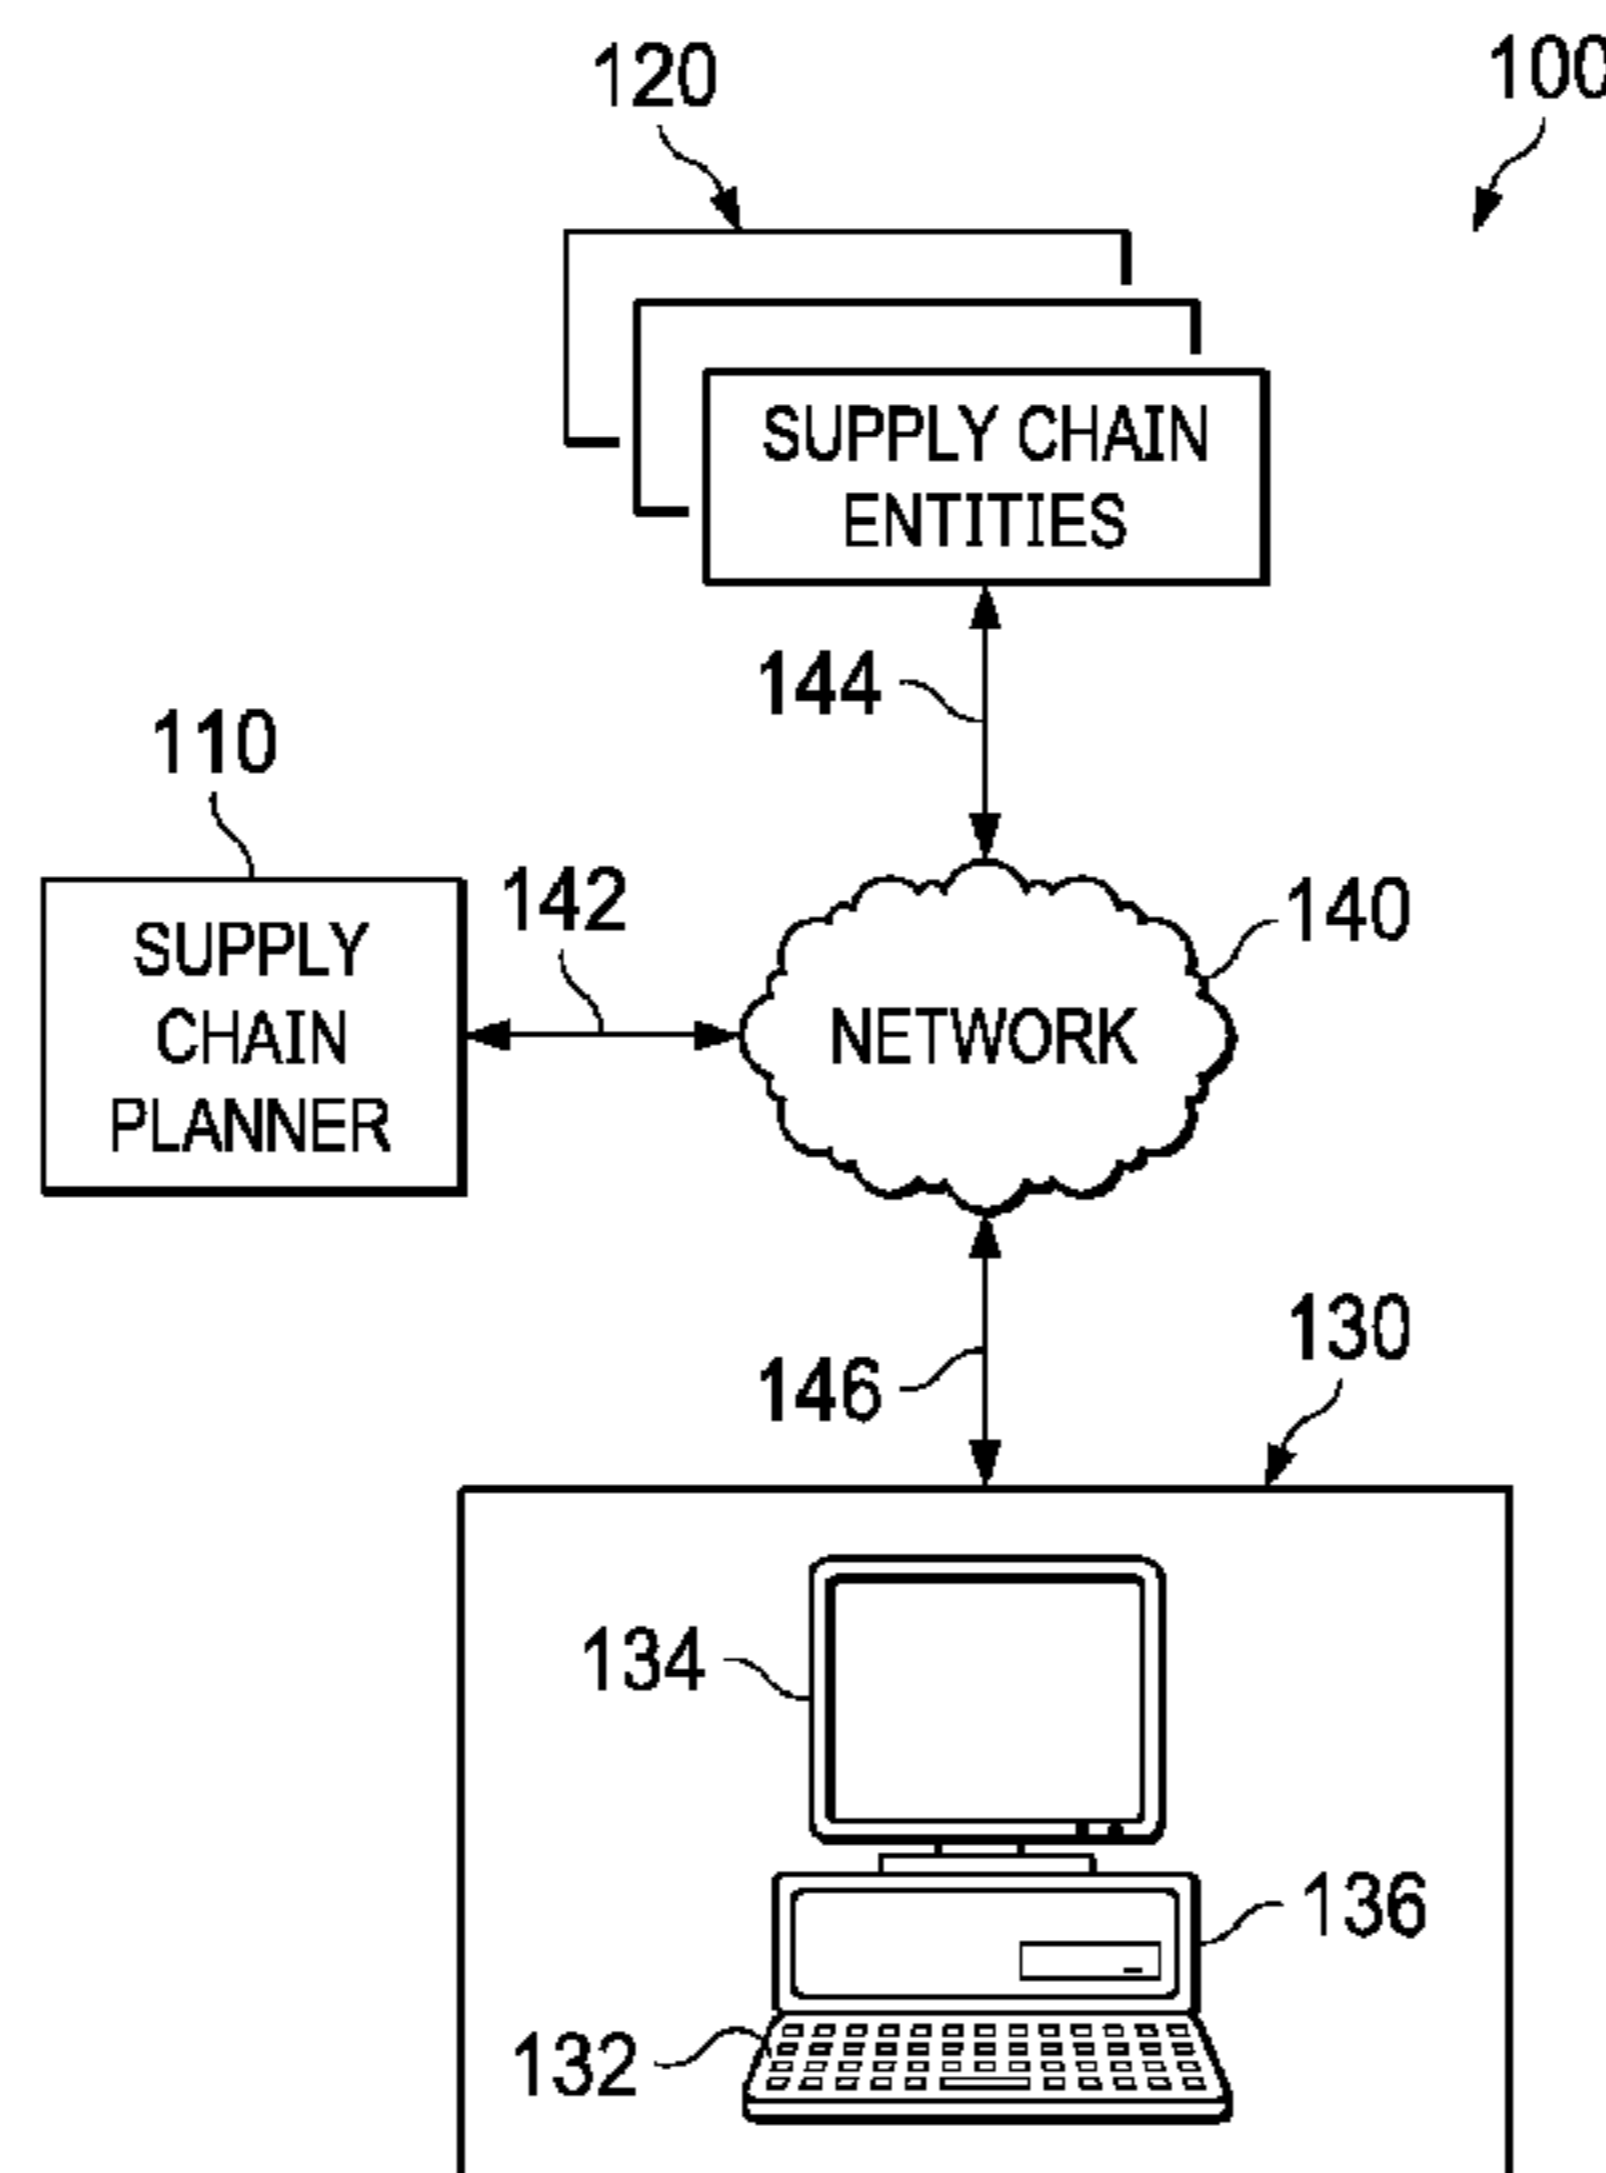 120
100
SUPPLY CHAIN
ENTITIES
144
110
142
140
SUPPLY
CHAIN
PLANNER
NETWORK
146
130
134
136
132